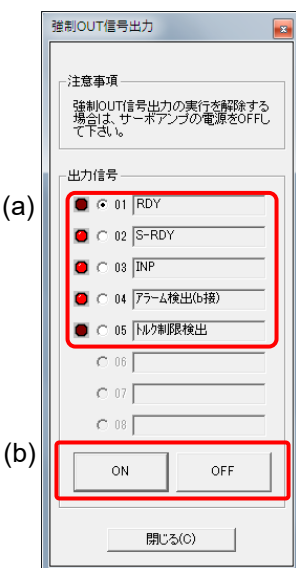 強制OUT信号出力
注意事項
強制OUT信号出力の実行を解除する
場合は、サーボアンプの電源をOFFし
て下さい。
出力信号
(a)
01 RDY
02 S-RDY
03 INP
04 アラーム検出(b接)
05 トルク制限検出
06
07
08
(b)
ON OFF
閉じる(C)